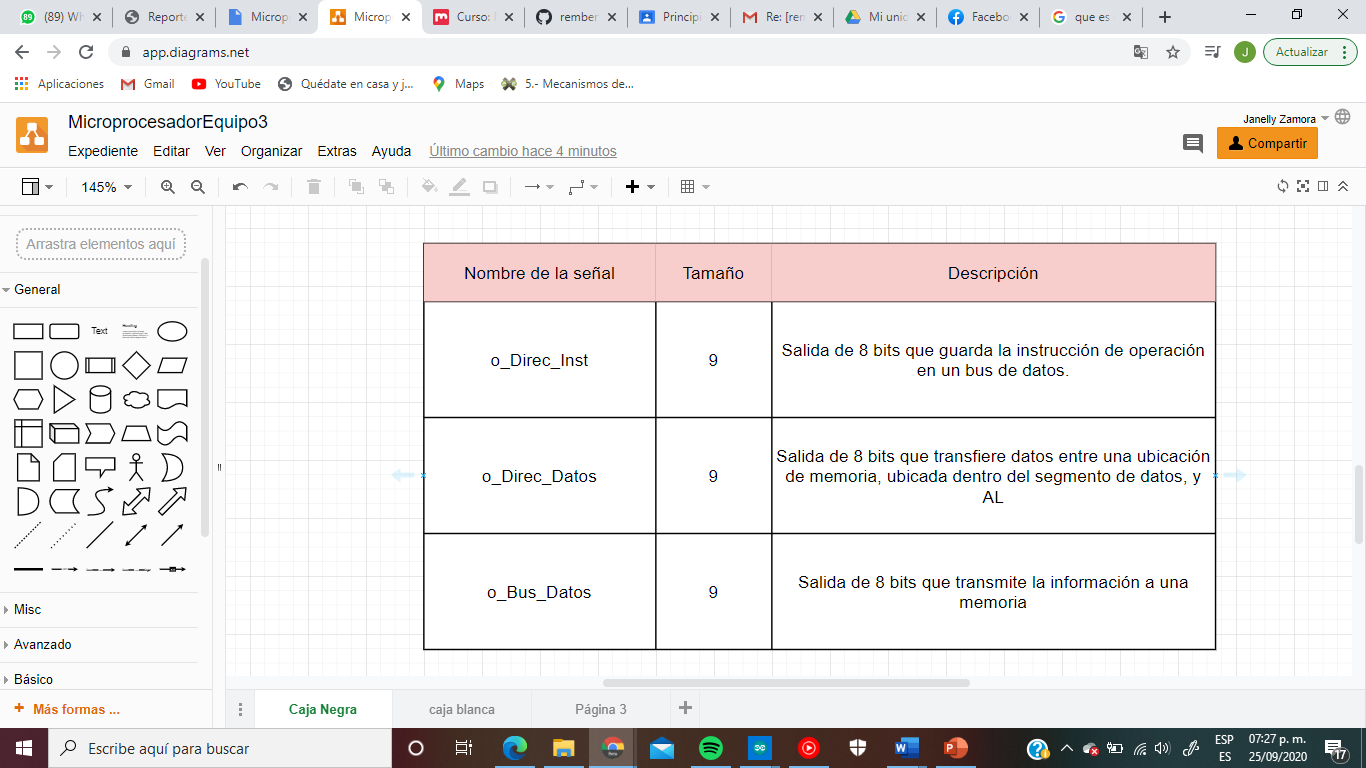 (89) Wh
Reporte
Microp
Microp
Curso:
rember
Principi
Re: [ren
Mi unic
Faceboo
que es
app.diagrams.net
J
Actualizar
Aplicaciones
Gmail
YouTube
Quédate en casa y j...
Maps
5.- Mecanismos de...
MicroprocesadorEquipo3
Janelly Zamora
Expediente Editar Ver Organizar Extras Ayuda Último cambio hace 4 minutos
Compartir
145%
Arrastra elementos aquí
General
Text
Heading
Misc
Avanzado
Básico
Más formas ...
Nombre de la señal
Tamaño
Descripción
o_Direc_Inst
9
Salida de 8 bits que guarda la instrucción de operación
en un bus de datos.
o_Direc_Datos
9
Salida de 8 bits que transfiere datos entre una ubicación
de memoria, ubicada dentro del segmento de datos, y
AL
o_Bus_Datos
9
Salida de 8 bits que transmite la información a una
memoria
Caja Negra
caja blanca
Página 3
Escribe aquí para buscar
ESP
ES
07:27 p. m.
25/09/2020
17